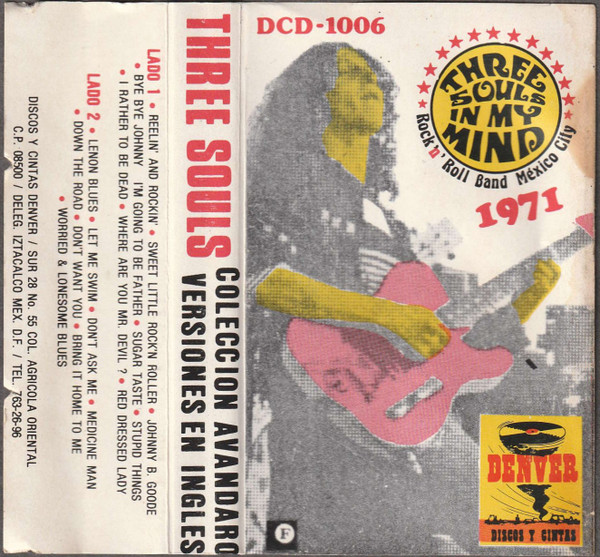 DCD-1006
THREE
SOULS
IN MY
MIND
Rock'n'Roll Band México City
1971
DENVER
DISCOS Y CINTAS
F
THREE SOULS
COLECCION AVANDARO
VERSIONES EN INGLES
LADO 1 • REELIN' AND ROCKIN' • SWEET LITTLE ROCK'N ROLLER • JOHNNY B. GOODE
• BYE BYE JOHNNY I'M GOING TO BE FATHER • SUGAR TASTE • STUPID THINGS
• I RATHER TO BE DEAD • WHERE ARE YOU MR. DEVIL ? • RED DRESSED LADY
LADO 2 • LENON BLUES • LET ME SWIM • DON'T ASK ME • MEDICINE MAN
• DOWN THE ROAD • DON'T WANT YOU • BRING IT HOME TO ME
• WORRIED & LONESOME BLUES
DISCOS Y CINTAS DENVER / SUR 28 No. 55 COL. AGRICOLA ORIENTAL
C.P. 08500 / DELEG. IZTACALCO MEX. D.F. / TEL. 763-26-96